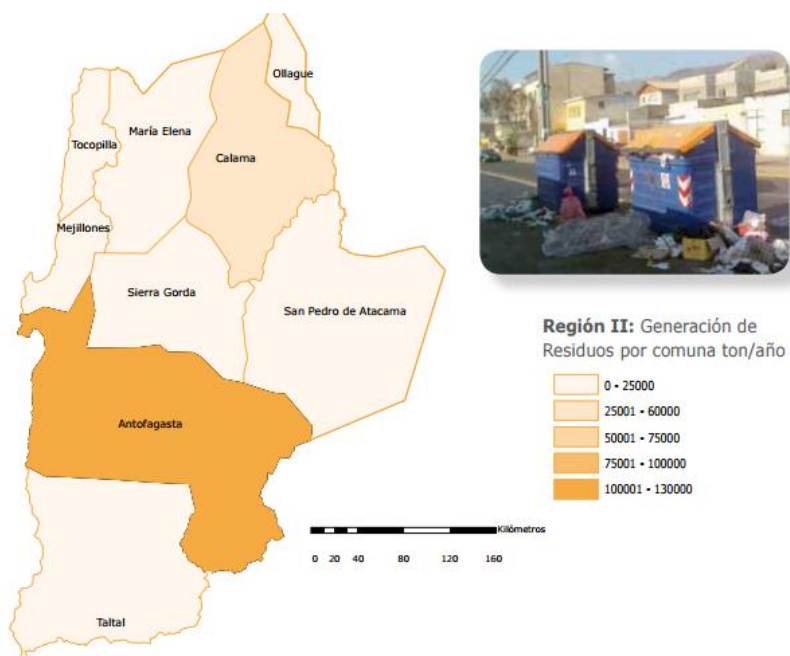 Ollague
María Elena
Tocopilla
Calama
Mejillones
Sierra Gorda
San Pedro de Atacama
Antofagasta
Taltal
Región II: Generación de
Residuos por comuna ton/año
0 - 25000
25001 - 60000
50001 - 75000
75001 - 100000
100001 - 130000
Kilómetros
0 20 40 80 120 160